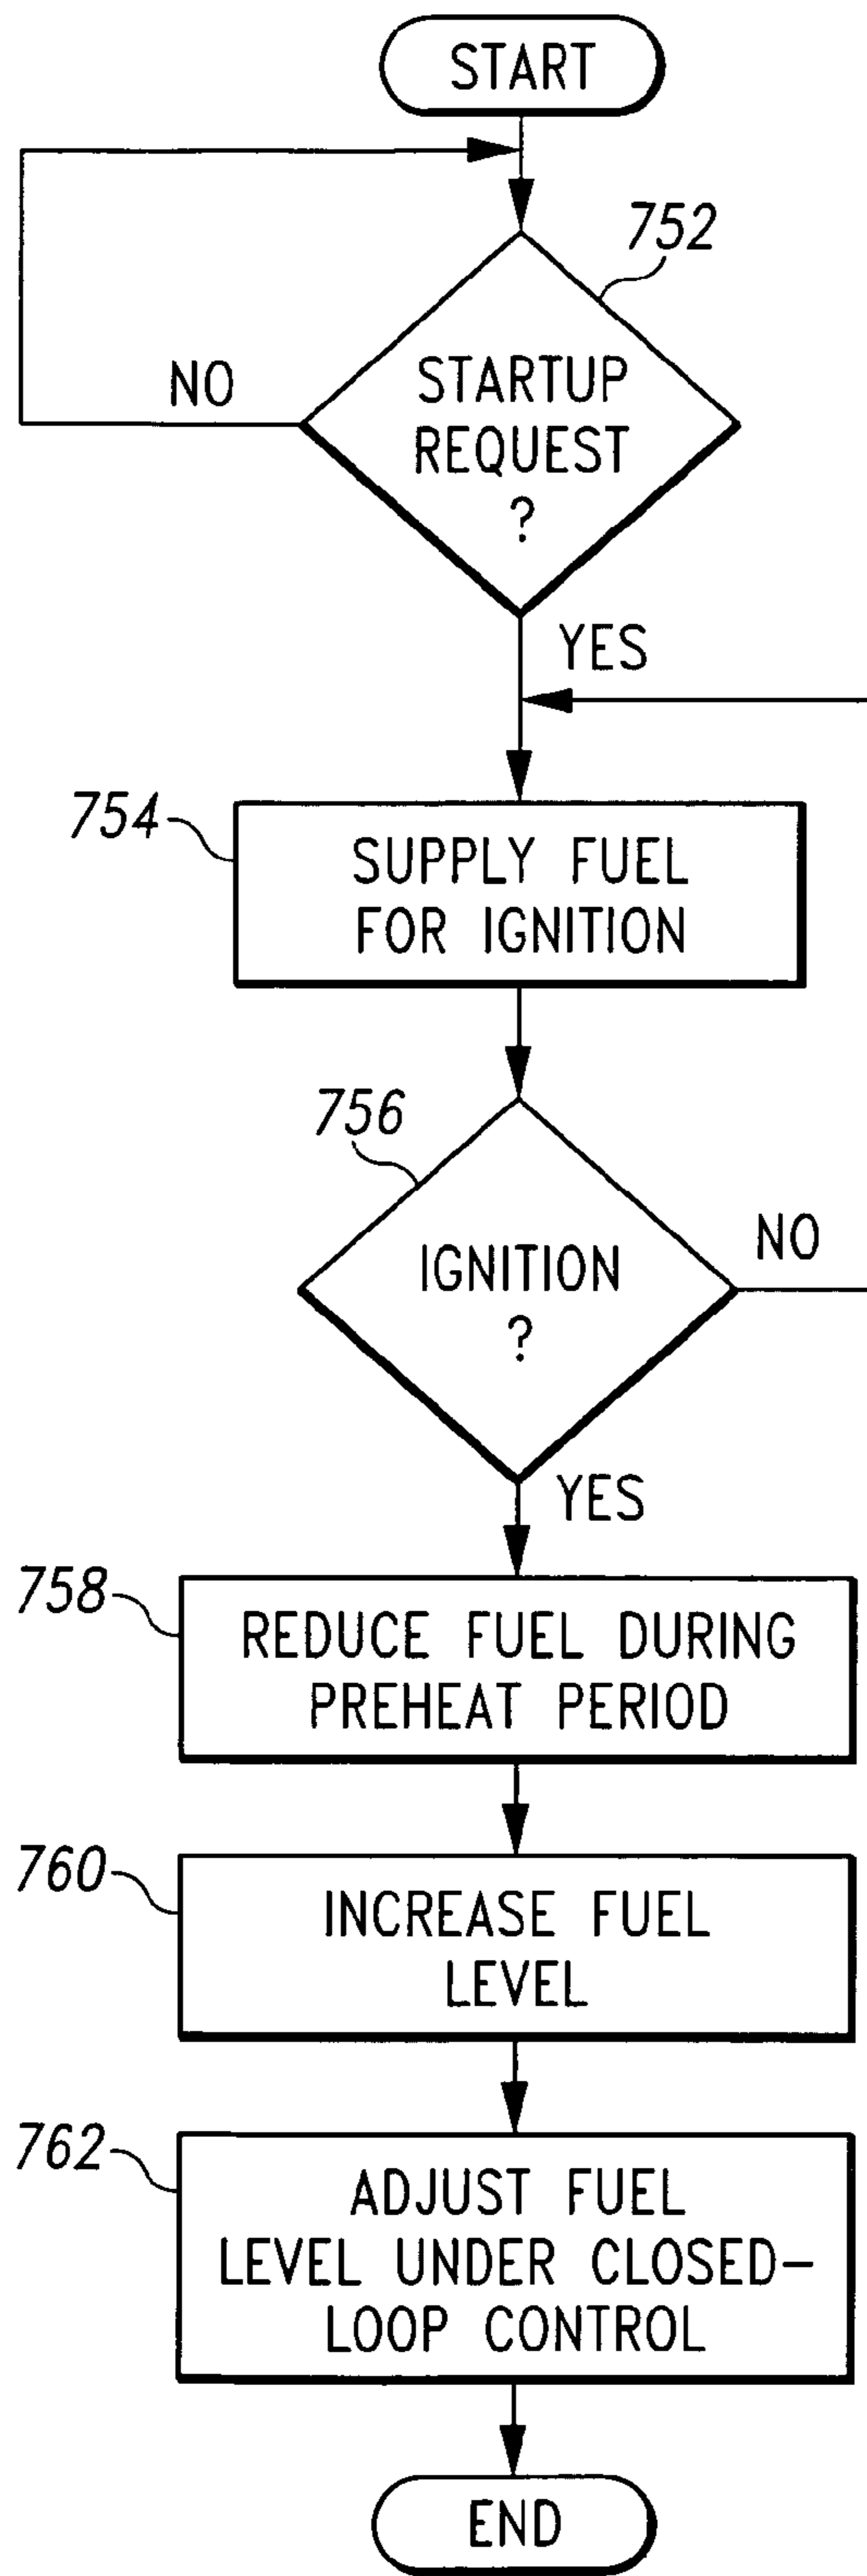 START
752
NO
STARTUP
REQUEST
?
YES
754
SUPPLY FUEL
FOR IGNITION
756
NO
IGNITION
?
YES
758
REDUCE FUEL DURING
PREHEAT PERIOD
760
INCREASE FUEL
LEVEL
762
ADJUST FUEL
LEVEL UNDER CLOSED-
LOOP CONTROL
END